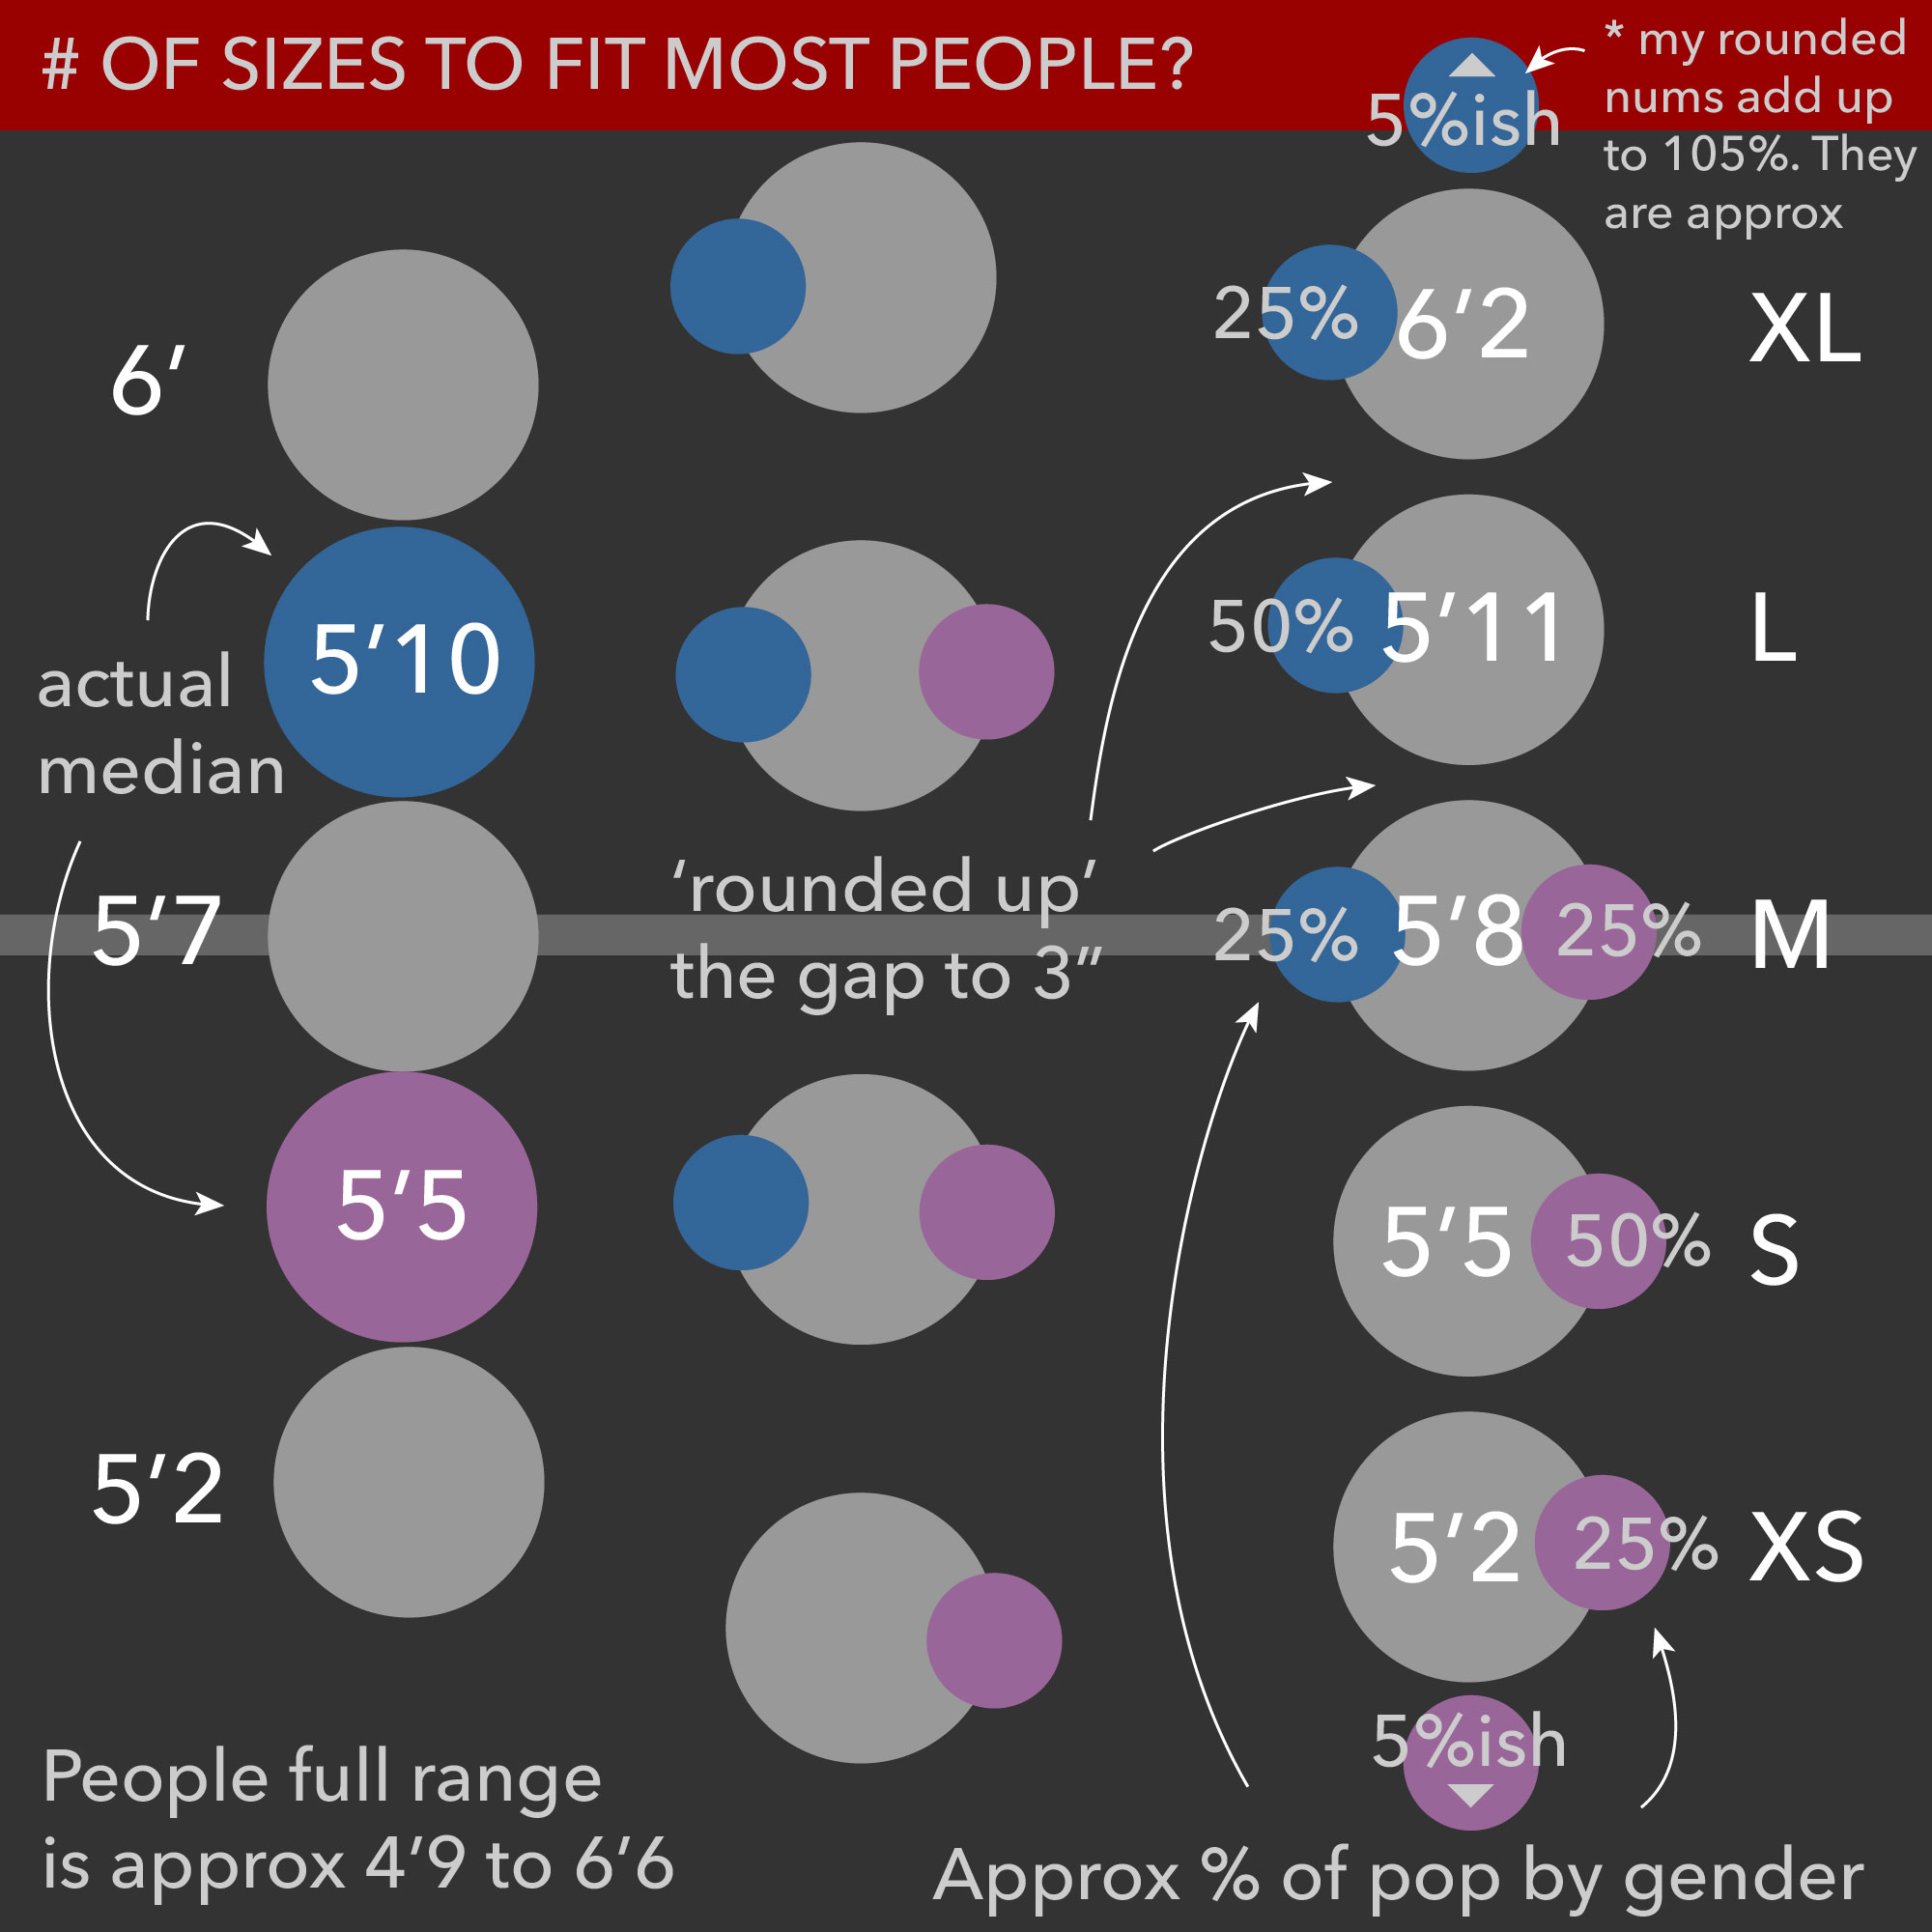 # OF SIZES TO FIT MOST PEOPLE?
* my rounded
nums add up
to 105%. They
are approx
5%ish
6‘
5‘10
actual
median
5‘7
5‘5
5‘2
‘rounded up‘
the gap to 3“
25% 6‘2 XL
50% 5‘11 L
25% 5‘8 25% M
5‘5 50% S
5‘2 25% XS
5%ish
People full range
is approx 4‘9 to 6‘6
Approx % of pop by gender